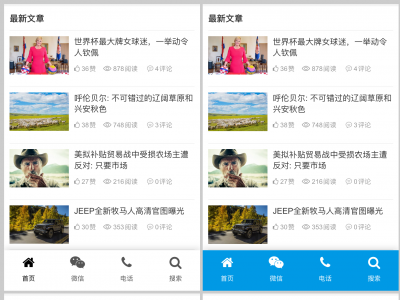 最新文章
世界杯最大牌女球迷，一举动令
人钦佩
36赞 878阅读 4评论
呼伦贝尔: 不可错过的辽阔草原和
兴安秋色
38赞 748阅读 3评论
美拟补贴贸易战中受损农场主遭
反对: 只要市场
27赞 216阅读 0评论
JEEP全新牧马人高清官图曝光
30赞 353阅读 0评论
首页 微信 电话 搜索
最新文章
世界杯最大牌女球迷，一举动令
人钦佩
36赞 878阅读 4评论
呼伦贝尔: 不可错过的辽阔草原和
兴安秋色
38赞 748阅读 3评论
美拟补贴贸易战中受损农场主遭
反对: 只要市场
27赞 216阅读 0评论
JEEP全新牧马人高清官图曝光
30赞 353阅读 0评论
首页 微信 电话 搜索